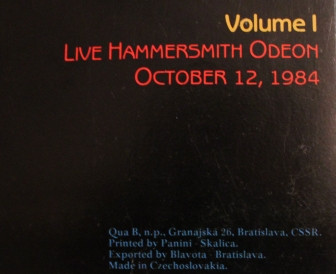 Volume I
LIVE HAMMERSMITH ODEON
OCTOBER 12, 1984
Qua B, n.p., Granajská 26, Bratislava, CSSR.
Printed by Panini - Skalica.
Exported by Blavota - Bratislava.
Made in Czechoslovakia.